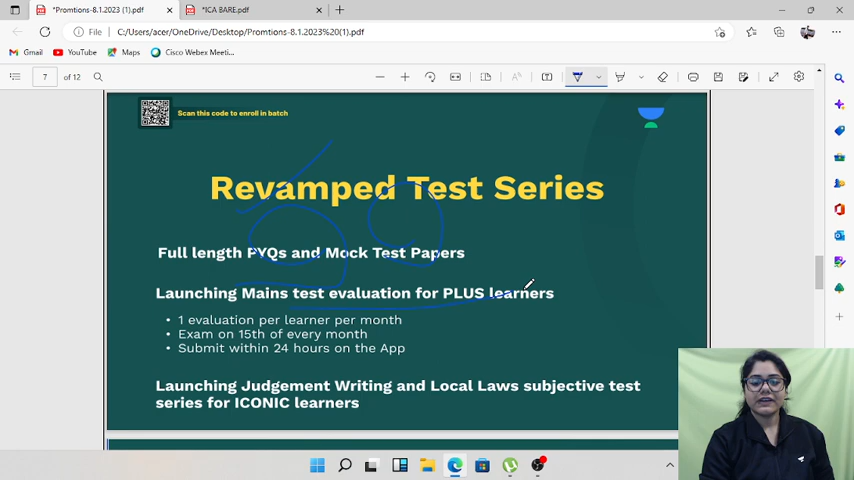 *Promtions-8.1.2023 (1).pdf
*ICA BARE.pdf
File
C:/Users/acer/OneDrive/Desktop/Promtions-8.1.2023%20(1).pdf
Gmail
YouTube
Maps
Cisco Webex Meeti...
7 of 12
Scan this code to enroll in batch
Revamped Test Series
Full length PYQs and Mock Test Papers
Launching Mains test evaluation for PLUS learners
• 1 evaluation per learner per month
• Exam on 15th of every month
• Submit within 24 hours on the App
Launching Judgement Writing and Local Laws subjective test
series for ICONIC learners